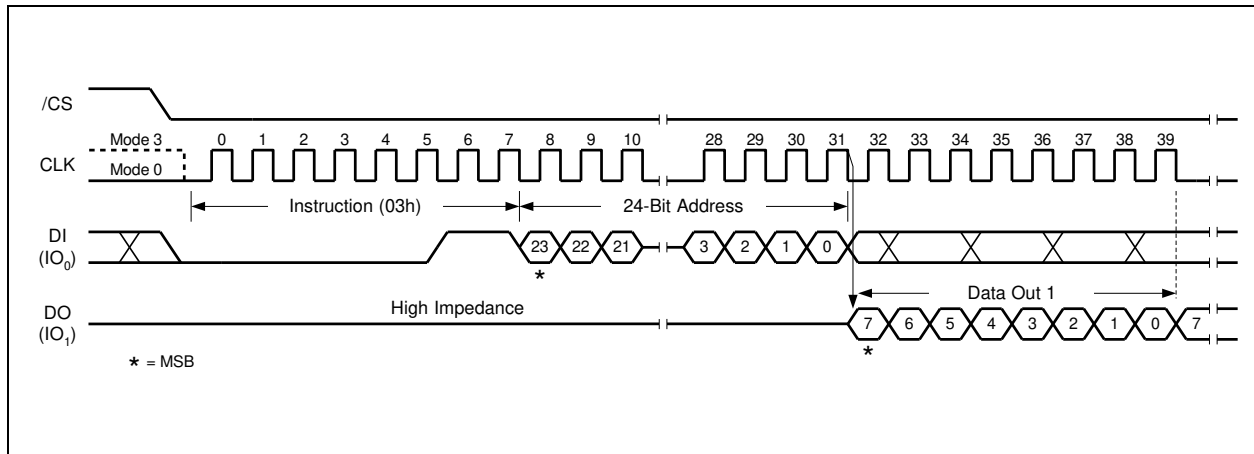 /CS
Mode 3 0 1 2 3 4 5 6 7 8 9 10 28 29 30 31 32 33 34 35 36 37 38 39
CLK Mode 0
Instruction (03h) 24-Bit Address
DI
(IO0) 23 22 21 3 2 1 0
*
Data Out 1
High Impedance
DO
(IO1) 7 6 5 4 3 2 1 0 7
*
* = MSB